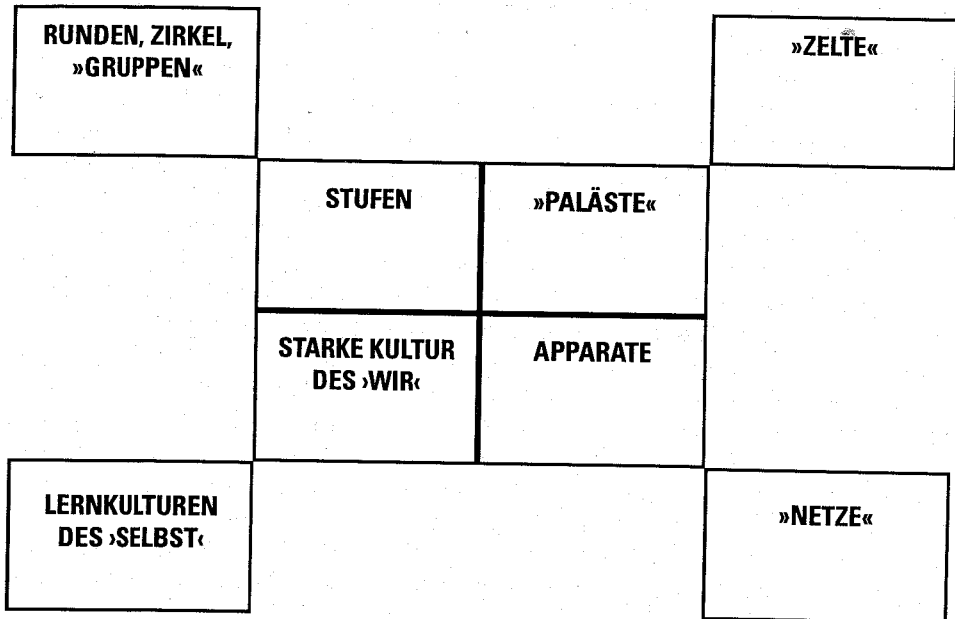 RUNDEN, ZIRKEL,
»GRUPPEN«
»ZELTE«
STUFEN
»PALÄSTE«
STARKE KULTUR
DES ›WIR‹
APPARATE
LERNKULTUREN
DES ›SELBST‹
»NETZE«